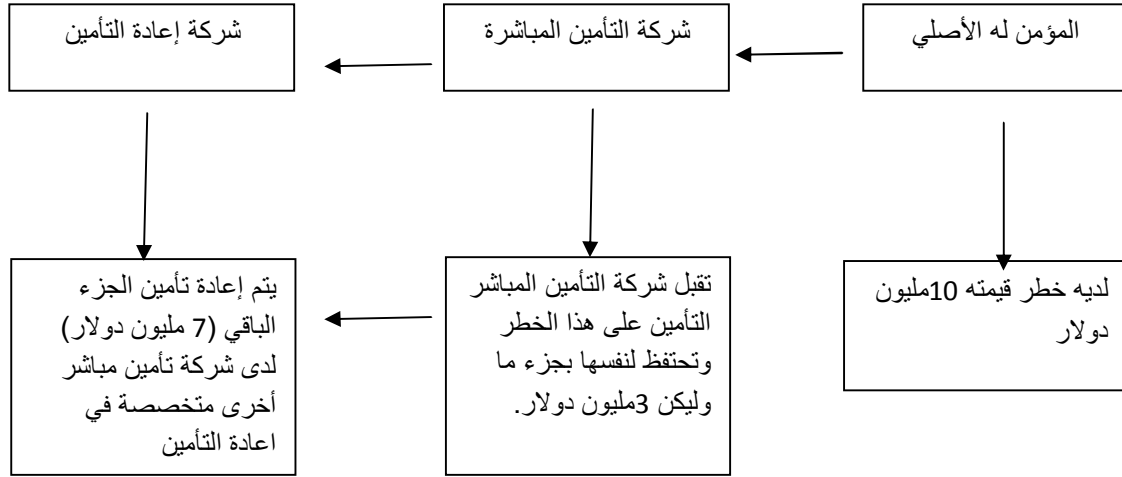 المؤمن له الأصلي
شركة التأمين المباشرة
شركة إعادة التأمين
لديه خطر قيمته 10مليون
دولار
تقبل شركة التأمين المباشر
التأمين على هذا الخطر
وتحتفظ لنفسها بجزء ما
وليكن 3مليون دولار.
يتم إعادة تأمين الجزء
الباقي (7 مليون دولار)
لدى شركة تأمين مباشر
أخرى متخصصة في
اعادة التأمين